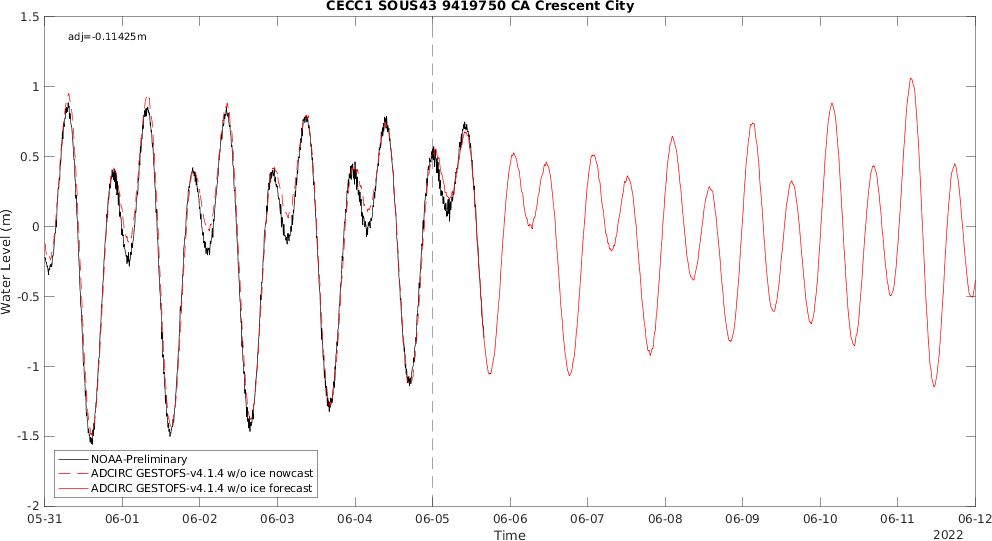 CECC1 SOUS43 9419750 CA Crescent City
adj=-0.11425m
Water Level (m)
1.5
1
0.5
0
-0.5
-1
-1.5
-2
NOAA-Preliminary
ADCIRC GESTOFS-v4.1.4 w/o ice nowcast
ADCIRC GESTOFS-v4.1.4 w/o ice forecast
05-31 06-01 06-02 06-03 06-04 06-05 06-06 06-07 06-08 06-09 06-10 06-11 06-12
Time
2022